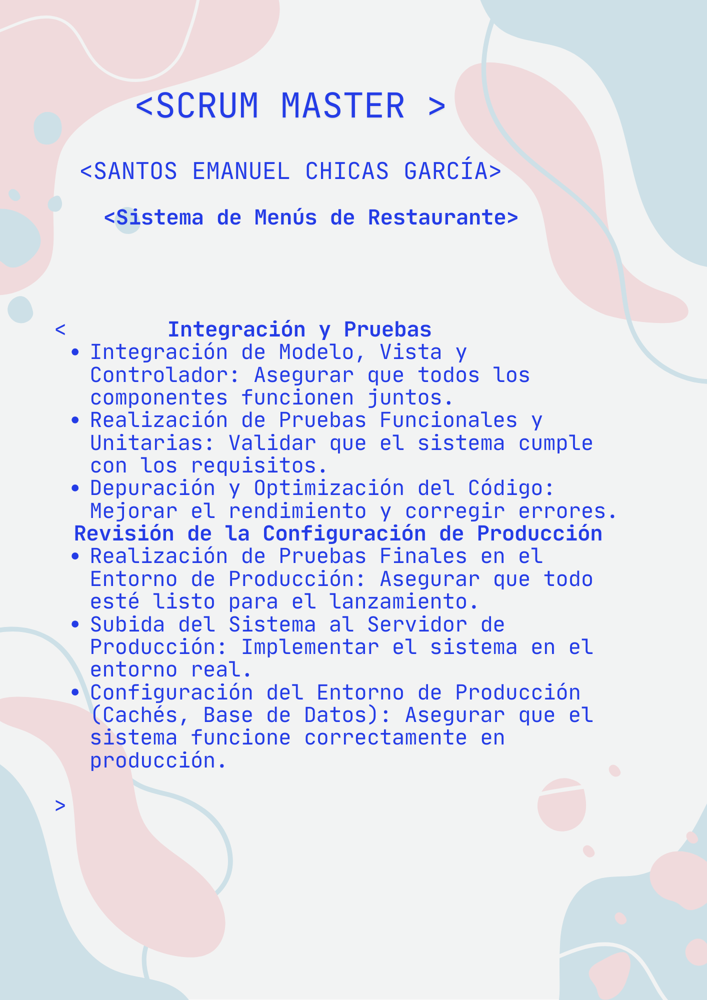 <SCRUM MASTER >
<SANTOS EMANUEL CHICAS GARCÍA>
<Sistema de Menús de Restaurante>
< Integración y Pruebas
• Integración de Modelo, Vista y
Controlador: Asegurar que todos los
componentes funcionen juntos.
• Realización de Pruebas Funcionales y
Unitarias: Validar que el sistema cumple
con los requisitos.
• Depuración y Optimización del Código:
Mejorar el rendimiento y corregir errores.
Revisión de la Configuración de Producción
• Realización de Pruebas Finales en el
Entorno de Producción: Asegurar que todo
esté listo para el lanzamiento.
• Subida del Sistema al Servidor de
Producción: Implementar el sistema en el
entorno real.
• Configuración del Entorno de Producción
(Cachés, Base de Datos): Asegurar que el
sistema funcione correctamente en
producción.
>